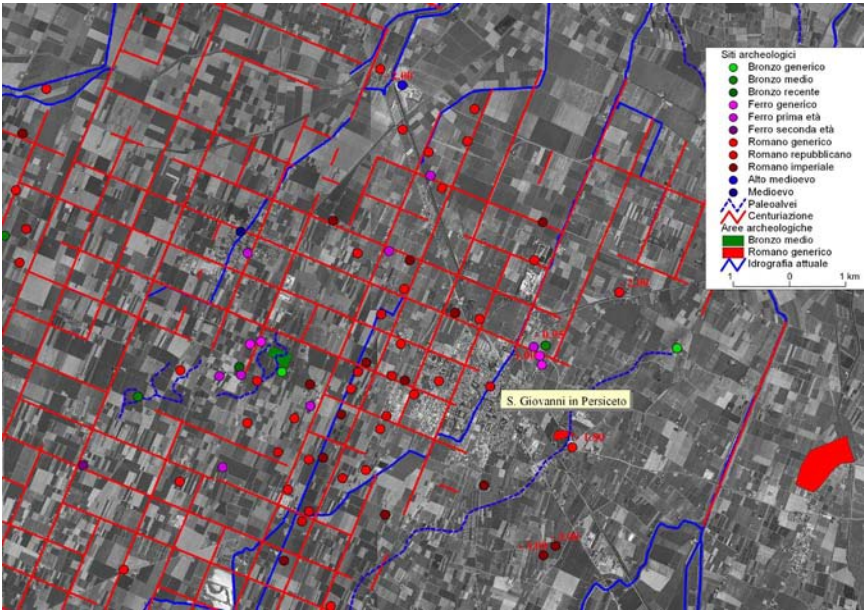 Siti archeologici
Bronzo generico
Bronzo medio
Bronzo recente
Ferro generico
Ferro prima età
Ferro seconda età
Romano generico
Romano repubblicano
Romano imperiale
Alto medioevo
Medioevo
Paleoalvei
Centuriazione
Aree archeologiche
Bronzo medio
Romano generico
Idrografia attuale
1 0 1 km
S. Giovanni in Persiceto